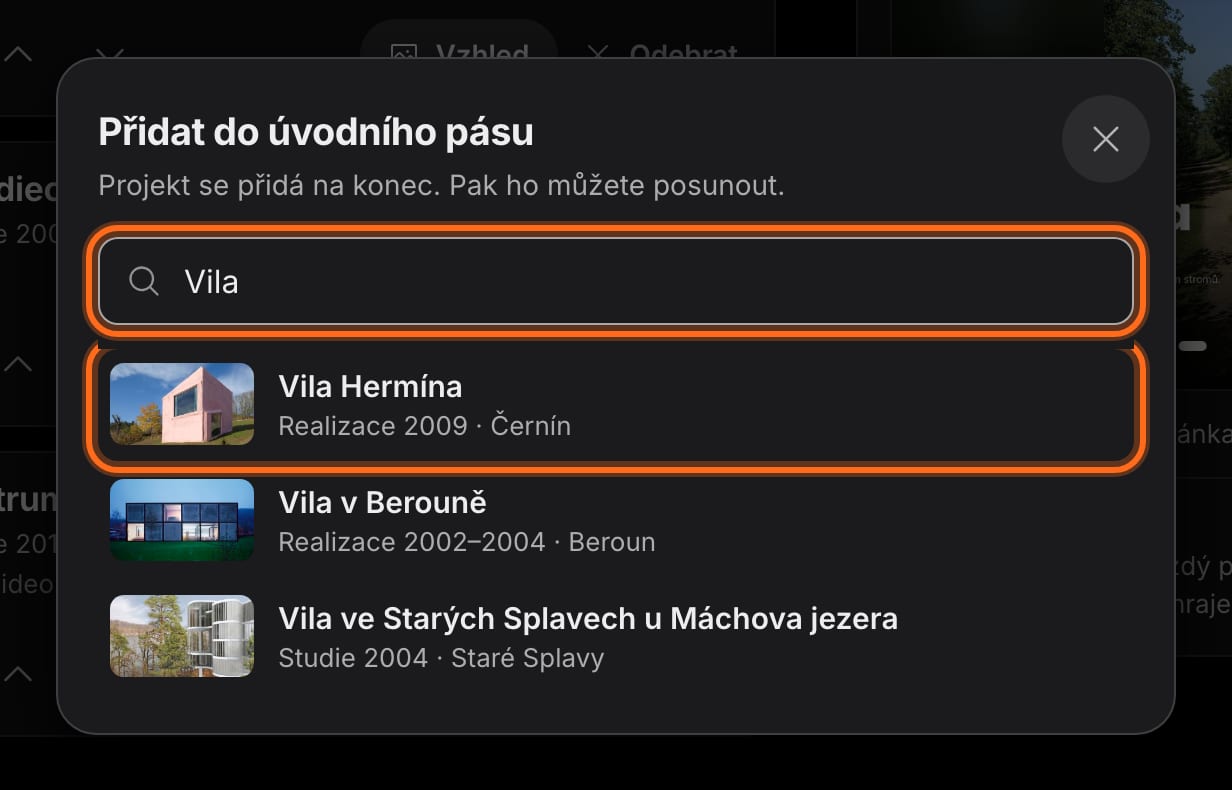 Vzhled
Odebrat
Přidat do úvodního pásu
Projekt se přidá na konec. Pak ho můžete posunout.
Vila
Vila Hermína
Realizace 2009 · Černín
Vila v Berouně
Realizace 2002–2004 · Beroun
Vila ve Starých Splavech u Máchova jezera
Studie 2004 · Staré Splavy
stromů.